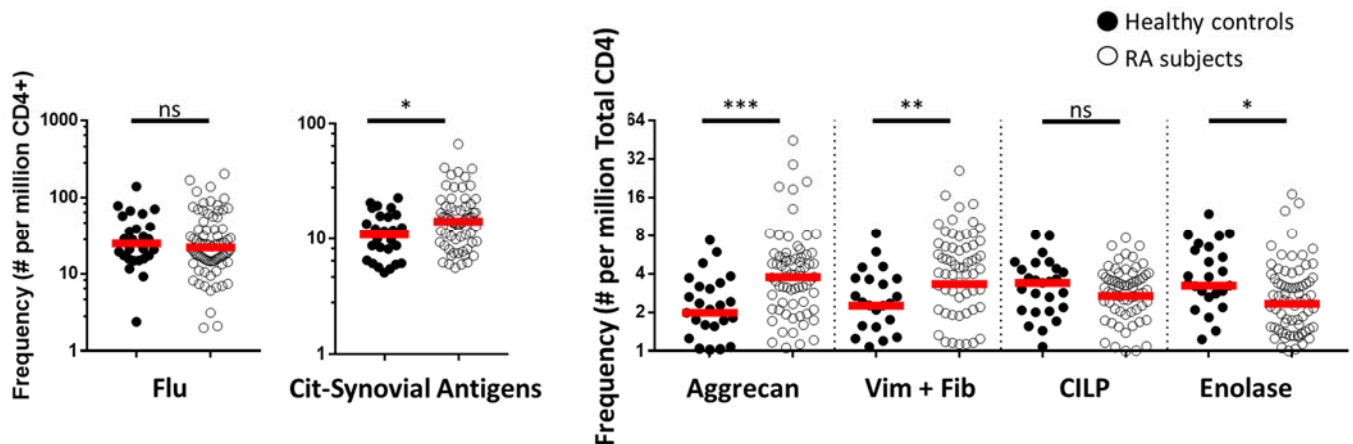 Healthy controls
RA subjects
Frequency (# per million CD4+)
ns
1000
100
10
1
Flu
*
100
10
1
Cit-Synovial Antigens
Frequency (# per million Total CD4)
64
32
16
8
4
2
1
***
**
ns
*
Aggrecan
Vim + Fib
CILP
Enolase